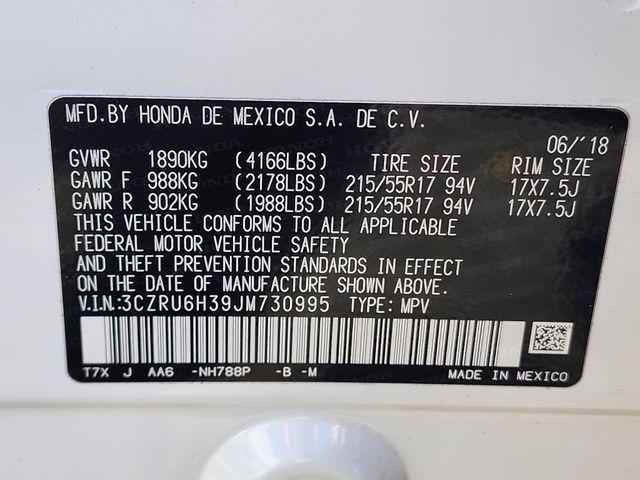 MFD.BY HONDA DE MEXICO S.A. DE C.V.
06/'18
GVWR 1890KG (4166LBS) TIRE SIZE RIM SIZE
GAWR F 988KG (2178LBS) 215/55R17 94V 17X7.5J
GAWR R 902KG (1988LBS) 215/55R17 94V 17X7.5J
THIS VEHICLE CONFORMS TO ALL APPLICABLE
FEDERAL MOTOR VEHICLE SAFETY
AND THEFT PREVENTION STANDARDS IN EFFECT
ON THE DATE OF MANUFACTURE SHOWN ABOVE.
V.I.N:3CZRU6H39JM730995 TYPE: MPV
T7X J AA6 -NH788P -B -M
MADE IN MEXICO